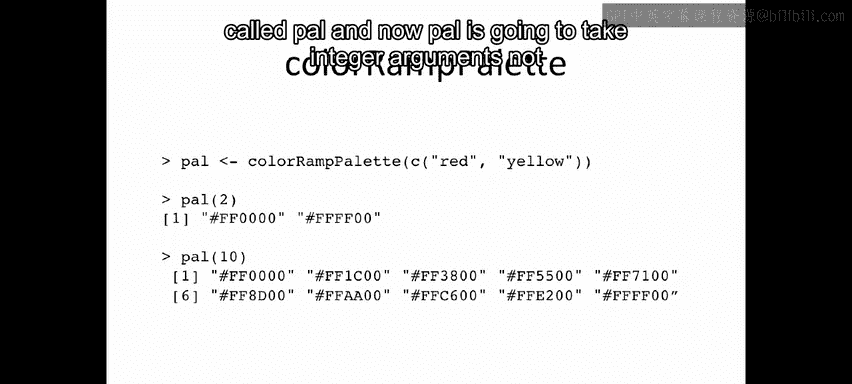 called pal and now pal is going to take
integer arguments not
colorRampPalette
> pal <- colorRampPalette(c("red", "yellow"))
> pal(2)
[1] "#FF0000" "#FFFF00"
> pal(10)
[1] "#FF0000" "#FF1C00" "#FF3800" "#FF5500" "#FF7100"
[6] "#FF8D00" "#FFAA00" "#FFC600" "#FFE200" "#FFFF00”